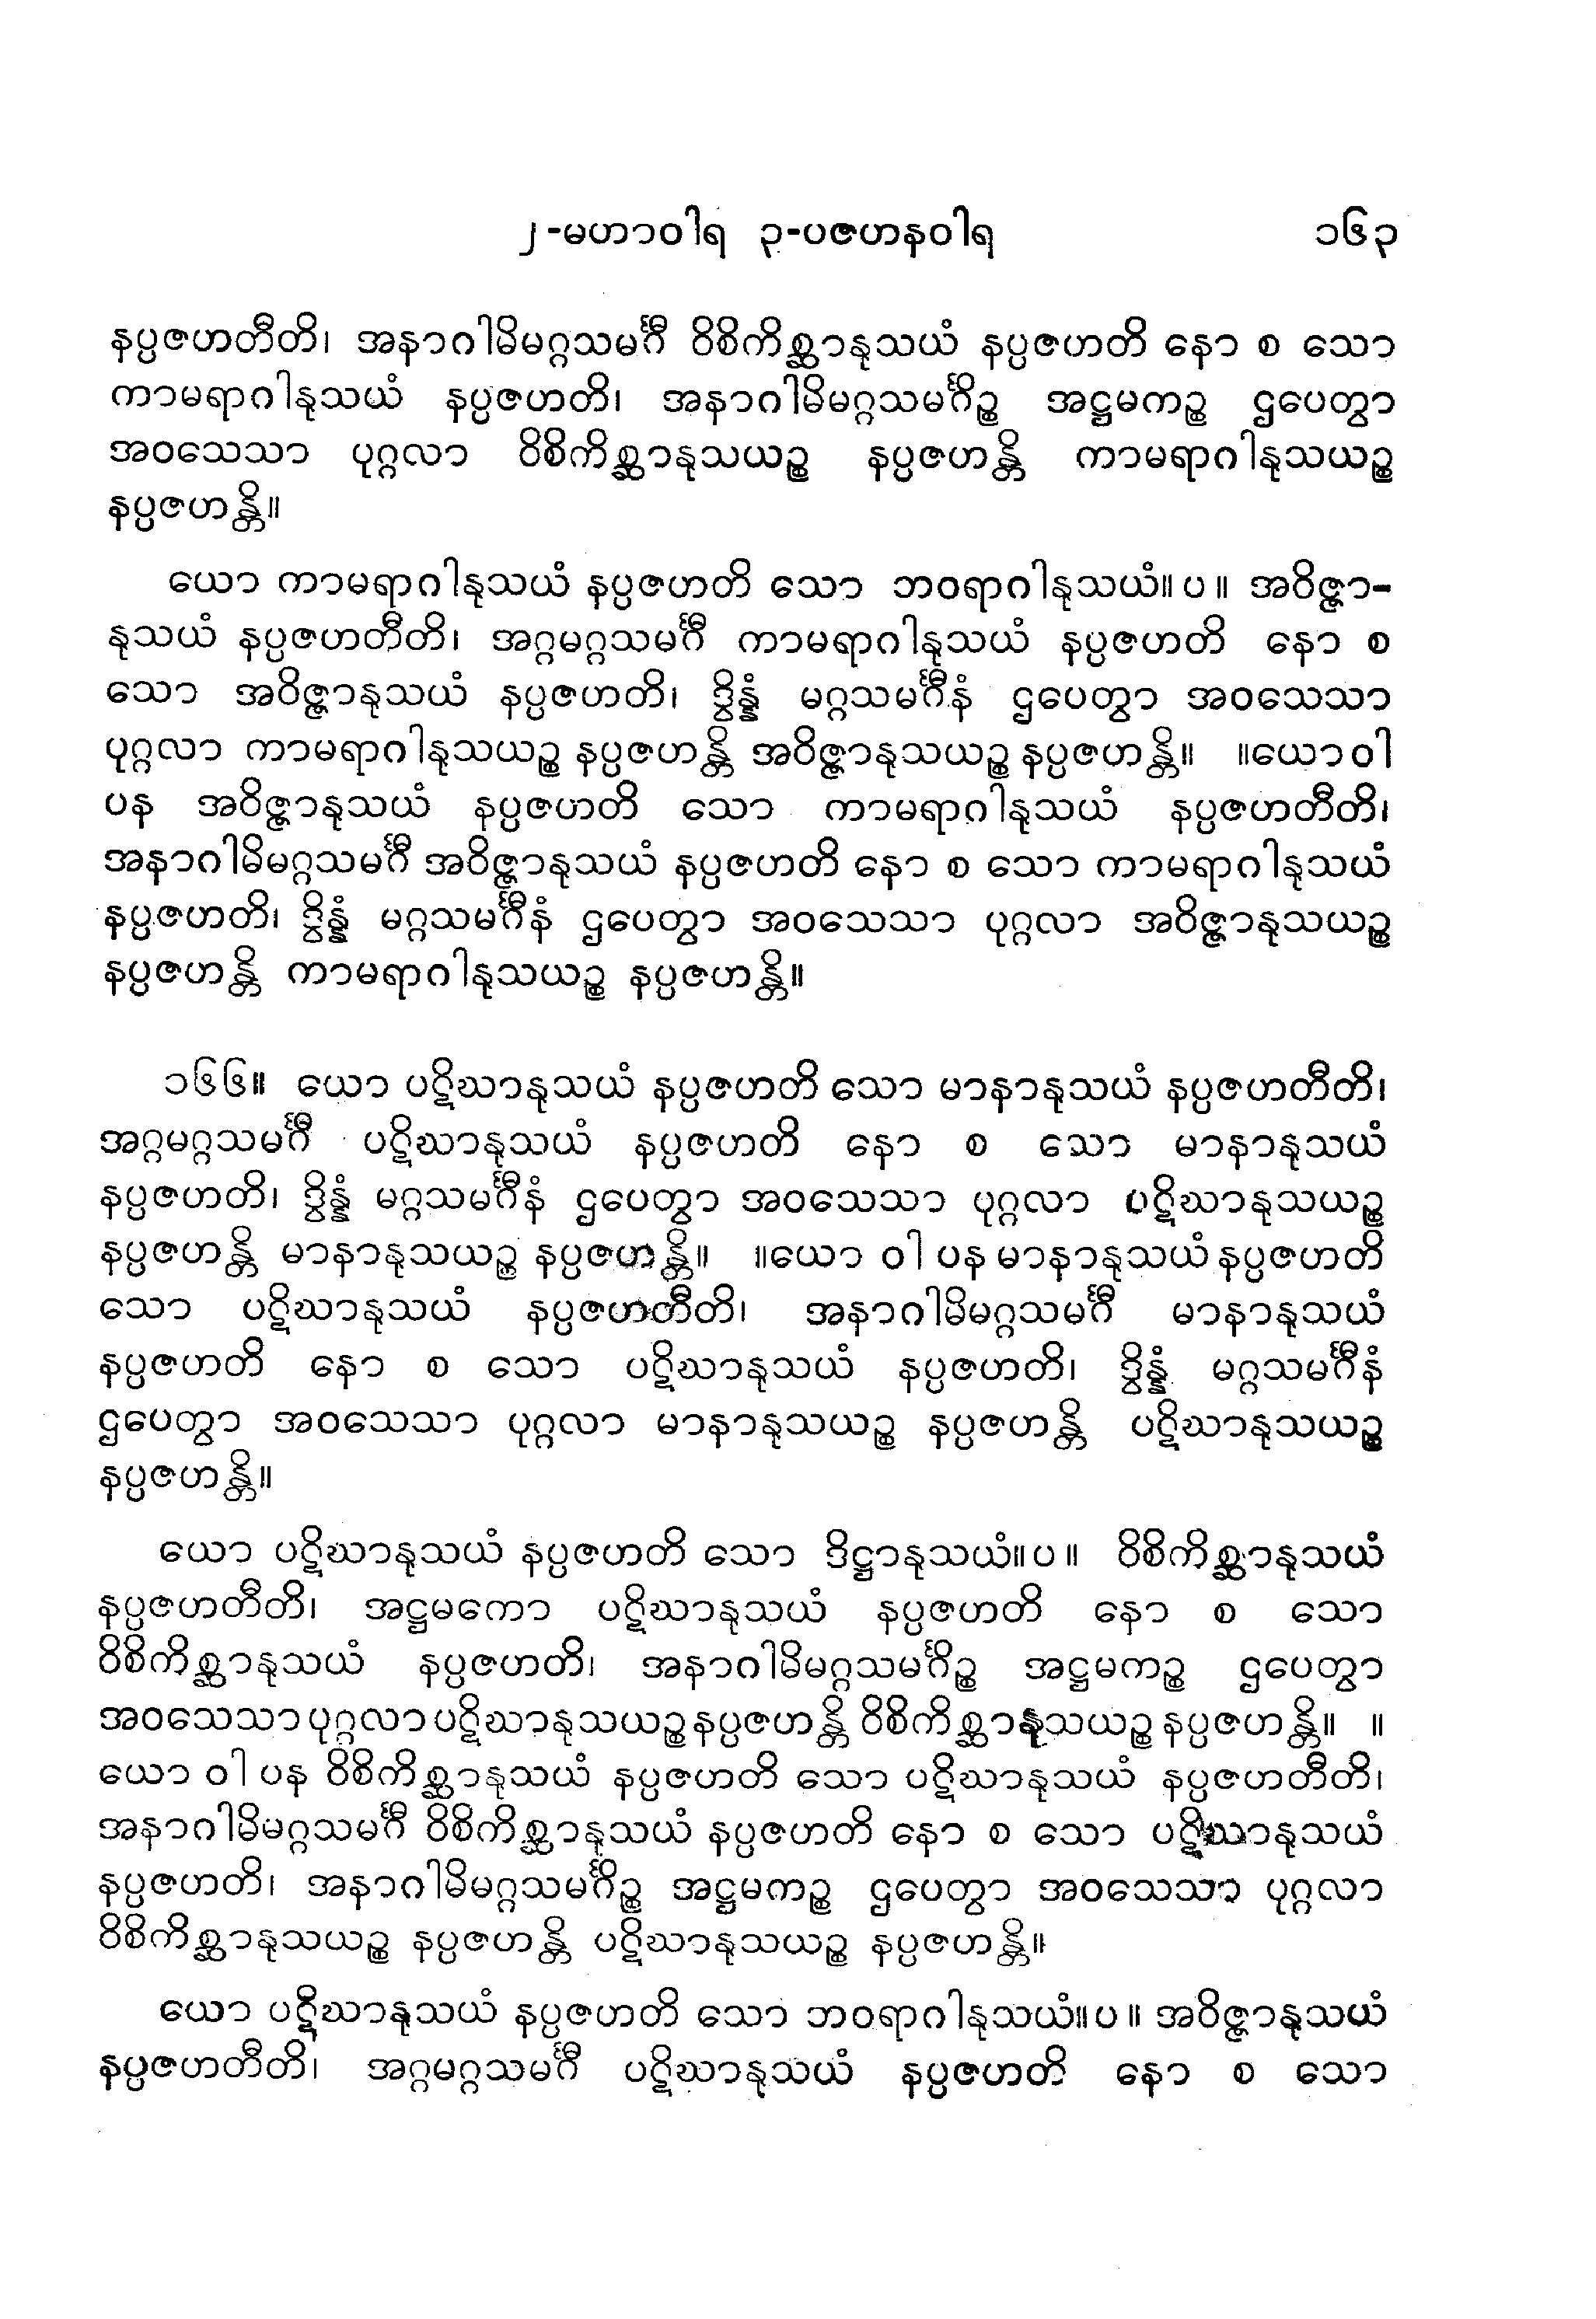 ၂-မဟာဝါရ ၃-ပဇဟနဝါရ ၁၆၃
နပ္ပဇဟတီတိ၊ အနာဂါမိမဂ္ဂသမင်္ဂီ ဝိစိကိစ္ဆာနုသယံ နပ္ပဇဟတိ နော စ သော
ကာမရာဂါနုသယံ နပ္ပဇဟတိ၊ အနာဂါမိမဂ္ဂသမင်္ဂိဉ္စ အဋ္ဌမကဉ္စ ဌပေတွာ
အဝသေသာ ပုဂ္ဂလာ ဝိစိကိစ္ဆာနုသယဉ္စ နပ္ပဇဟန္တိ ကာမရာဂါနုသယဉ္စ
နပ္ပဇဟန္တိ။
ယော ကာမရာဂါနုသယံ နပ္ပဇဟတိ သော ဘဝရာဂါနုသယံ။ပ။ အဝိဇ္ဇာ-
နုသယံ နပ္ပဇဟတီတိ၊ အဂ္ဂမဂ္ဂသမင်္ဂီ ကာမရာဂါနုသယံ နပ္ပဇဟတိ နော စ
သော အဝိဇ္ဇာနုသယံ နပ္ပဇဟတိ၊ ဒွိန္နံ မဂ္ဂသမင်္ဂီနံ ဌပေတွာ အဝသေသာ
ပုဂ္ဂလာ ကာမရာဂါနုသယဉ္စ နပ္ပဇဟန္တိ အဝိဇ္ဇာနုသယဉ္စ နပ္ပဇဟန္တိ။ ။ယော ဝါ
ပန အဝိဇ္ဇာနုသယံ နပ္ပဇဟတိ သော ကာမရာဂါနုသယံ နပ္ပဇဟတီတိ၊
အနာဂါမိမဂ္ဂသမင်္ဂီ အဝိဇ္ဇာနုသယံ နပ္ပဇဟတိ နော စ သော ကာမရာဂါနုသယံ
နပ္ပဇဟတိ၊ ဒွိန္နံ မဂ္ဂသမင်္ဂီနံ ဌပေတွာ အဝသေသာ ပုဂ္ဂလာ အဝိဇ္ဇာနုသယဉ္စ
နပ္ပဇဟန္တိ ကာမရာဂါနုသယဉ္စ နပ္ပဇဟန္တိ။
၁၆၆။ ယော ပဋိဃာနုသယံ နပ္ပဇဟတိ သော မာနာနုသယံ နပ္ပဇဟတီတိ၊
အဂ္ဂမဂ္ဂသမင်္ဂီ ပဋိဃာနုသယံ နပ္ပဇဟတိ နော စ သော မာနာနုသယံ
နပ္ပဇဟတိ၊ ဒွိန္နံ မဂ္ဂသမင်္ဂီနံ ဌပေတွာ အဝသေသာ ပုဂ္ဂလာ ပဋိဃာနုသယဉ္စ
နပ္ပဇဟန္တိ မာနာနုသယဉ္စ နပ္ပဇဟန္တိ။ ။ယော ဝါ ပန မာနာနုသယံ နပ္ပဇဟတိ
သော ပဋိဃာနုသယံ နပ္ပဇဟတီတိ၊ အနာဂါမိမဂ္ဂသမင်္ဂီ မာနာနုသယံ
နပ္ပဇဟတိ နော စ သော ပဋိဃာနုသယံ နပ္ပဇဟတိ၊ ဒွိန္နံ မဂ္ဂသမင်္ဂီနံ
ဌပေတွာ အဝသေသာ ပုဂ္ဂလာ မာနာနုသယဉ္စ နပ္ပဇဟန္တိ ပဋိဃာနုသယဉ္စ
နပ္ပဇဟန္တိ။
ယော ပဋိဃာနုသယံ နပ္ပဇဟတိ သော ဒိဋ္ဌာနုသယံ။ပ။ ဝိစိကိစ္ဆာနုသယံ
နပ္ပဇဟတီတိ၊ အဋ္ဌမကော ပဋိဃာနုသယံ နပ္ပဇဟတိ နော စ သော
ဝိစိကိစ္ဆာနုသယံ နပ္ပဇဟတိ၊ အနာဂါမိမဂ္ဂသမင်္ဂိဉ္စ အဋ္ဌမကဉ္စ ဌပေတွာ
အဝသေသာ ပုဂ္ဂလာ ပဋိဃာနုသယဉ္စ နပ္ပဇဟန္တိ ဝိစိကိစ္ဆာနုသယဉ္စ နပ္ပဇဟန္တိ။ ။
ယော ဝါ ပန ဝိစိကိစ္ဆာနုသယံ နပ္ပဇဟတိ သော ပဋိဃာနုသယံ နပ္ပဇဟတီတိ၊
အနာဂါမိမဂ္ဂသမင်္ဂီ ဝိစိကိစ္ဆာနုသယံ နပ္ပဇဟတိ နော စ သော ပဋိဃာနုသယံ
နပ္ပဇဟတိ၊ အနာဂါမိမဂ္ဂသမင်္ဂိဉ္စ အဋ္ဌမကဉ္စ ဌပေတွာ အဝသေသာ ပုဂ္ဂလာ
ဝိစိကိစ္ဆာနုသယဉ္စ နပ္ပဇဟန္တိ ပဋိဃာနုသယဉ္စ နပ္ပဇဟန္တိ။
ယော ပဋိဃာနုသယံ နပ္ပဇဟတိ သော ဘဝရာဂါနုသယံ။ပ။ အဝိဇ္ဇာနုသယံ
နပ္ပဇဟတီတိ၊ အဂ္ဂမဂ္ဂသမင်္ဂီ ပဋိဃာနုသယံ နပ္ပဇဟတိ နော စ သော